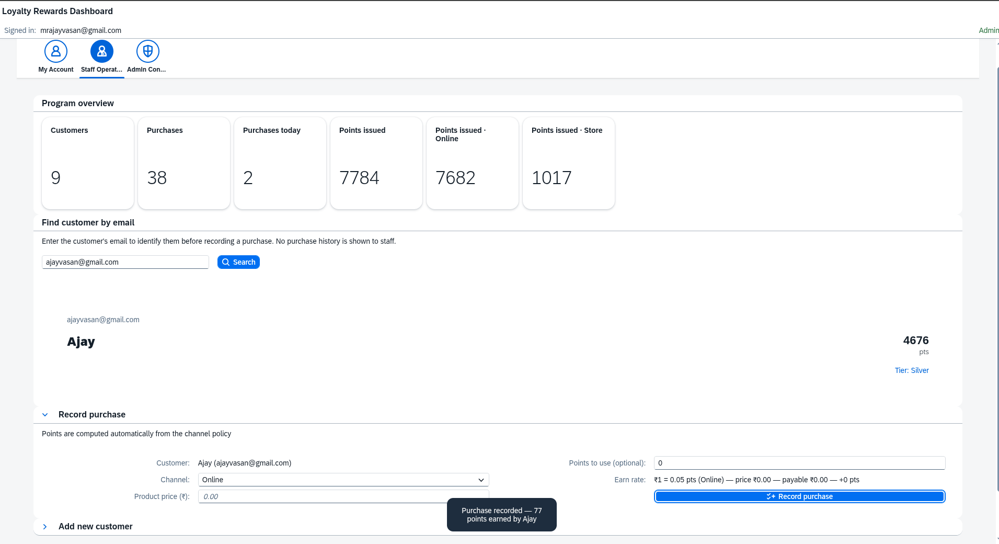 Loyalty Rewards Dashboard
Signed in: mrajayvasan@gmail.com
Admin
My Account
Staff Operat...
Admin Con...
Program overview
Customers
9
Purchases
38
Purchases today
2
Points issued
7784
Points issued ·
Online
7682
Points issued · Store
1017
Find customer by email
Enter the customer's email to identify them before recording a purchase. No purchase history is shown to staff.
ajayvasan@gmail.com
Search
ajayvasan@gmail.com
Ajay
4676
pts
Tier: Silver
Record purchase
Points are computed automatically from the channel policy
Customer: Ajay (ajayvasan@gmail.com)
Channel: Online
Product price (₹): 0.00
Points to use (optional): 0
Earn rate: ₹1 = 0.05 pts (Online) — price ₹0.00 — payable ₹0.00 — +0 pts
Record purchase
Purchase recorded — 77
points earned by Ajay
Add new customer